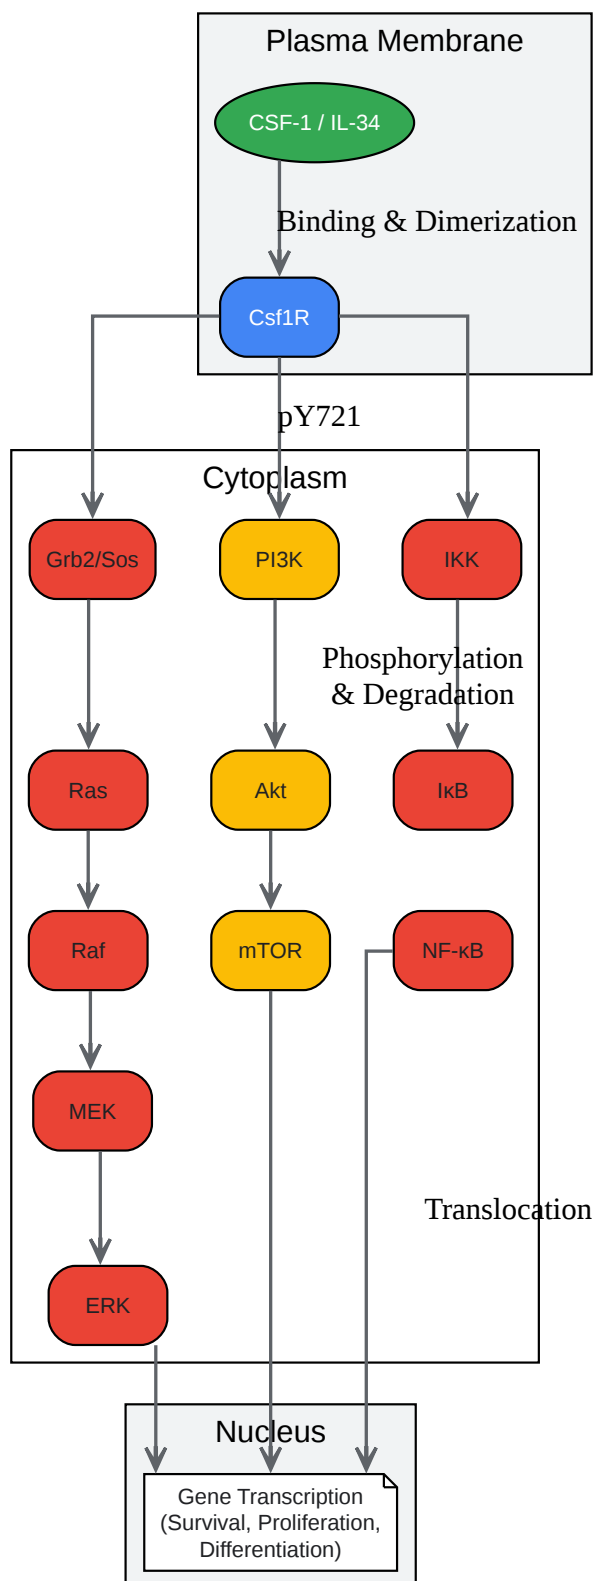 Plasma Membrane
CSF-1 / IL-34
Binding & Dimerization
Csf1R
pY721
Cytoplasm
Grb2/Sos
PI3K
IKK
Phosphorylation
& Degradation
Ras
Akt
IκB
Raf
mTOR
NF-κB
MEK
Translocation
ERK
Nucleus
Gene Transcription
(Survival, Proliferation,
Differentiation)